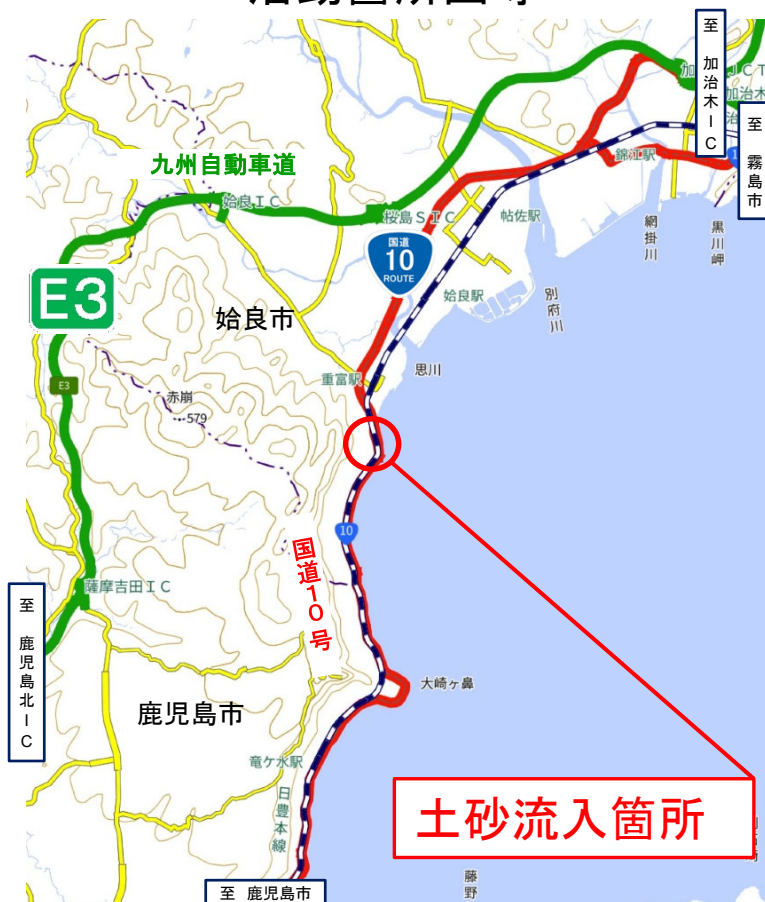 至 加治木IC
加治木JCT
加治木
至 霧島市
九州自動車道
姶良IC
桜島SIC
帖佐駅
錦江駅
網掛川
黒川岬
国道
10
ROUTE
E3
姶良市
姶良駅
別府川
重富駅
思川
E3
赤崩
579
10
国道10号
薩摩吉田IC
至 鹿児島北IC
大崎ヶ鼻
鹿児島市
竜ケ水駅
日豊本線
土砂流入箇所
藤野
至 鹿児島市